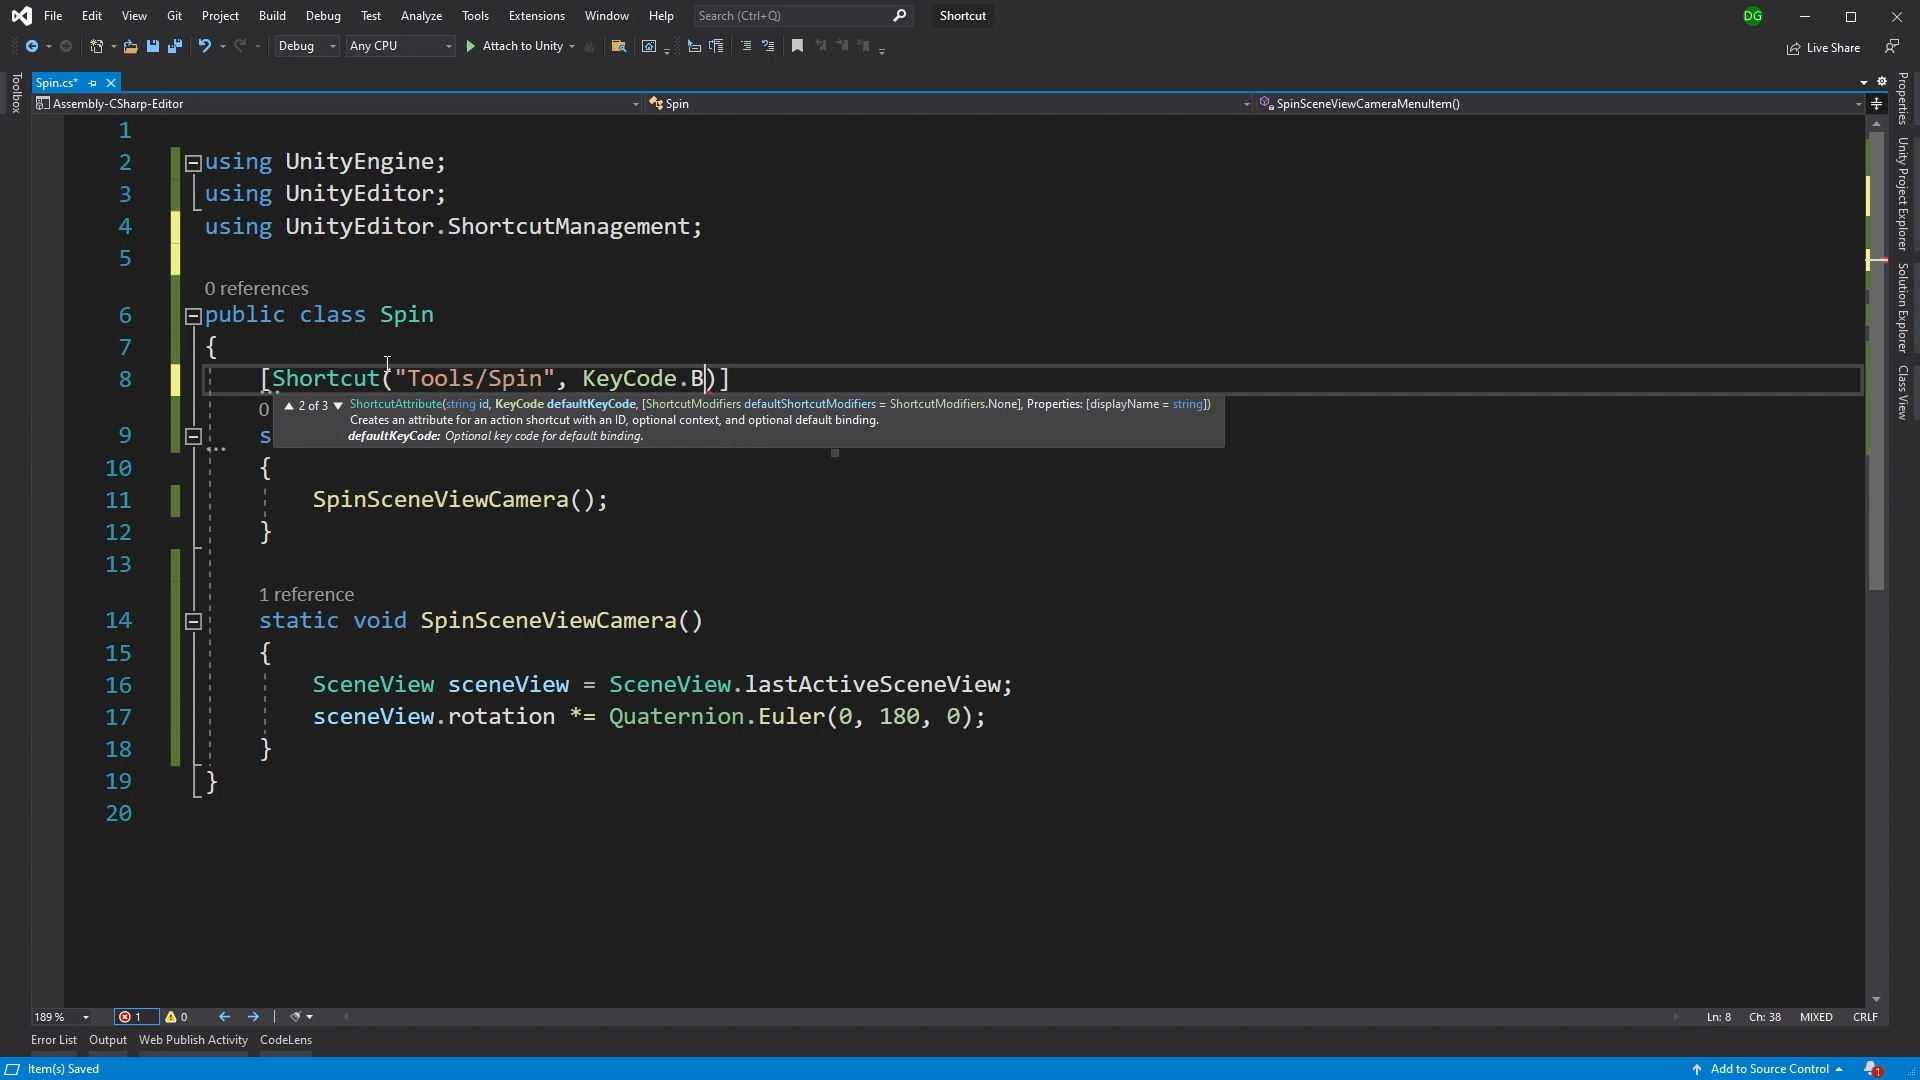 File Edit View Git Project Build Debug Test Analyze Tools Extensions Window Help Search (Ctrl+Q) Shortcut DG
Debug Any CPU Attach to Unity Live Share
Toolbox
Spin.cs*
Assembly-CSharp-Editor Spin SpinSceneViewCameraMenuItem()
1
2 using UnityEngine;
3 using UnityEditor;
4 using UnityEditor.ShortcutManagement;
5
0 references
6 public class Spin
7 {
8 [Shortcut("Tools/Spin", KeyCode.B)]
0
2 of 3 ShortcutAttribute(string id, KeyCode defaultKeyCode, [ShortcutModifiers defaultShortcutModifiers = ShortcutModifiers.None], Properties: [displayName = string])
Creates an attribute for an action shortcut with an ID, optional context, and optional default binding.
defaultKeyCode: Optional key code for default binding.
9 s
10 {
11 SpinSceneViewCamera();
12 }
13
1 reference
14 static void SpinSceneViewCamera()
15 {
16 SceneView sceneView = SceneView.lastActiveSceneView;
17 sceneView.rotation *= Quaternion.Euler(0, 180, 0);
18 }
19 }
20
Properties
Unity Project Explorer
Solution Explorer
Class View
189 % 1 0 Ln: 8 Ch: 38 MIXED CRLF
Error List Output Web Publish Activity CodeLens
Item(s) Saved Add to Source Control 1